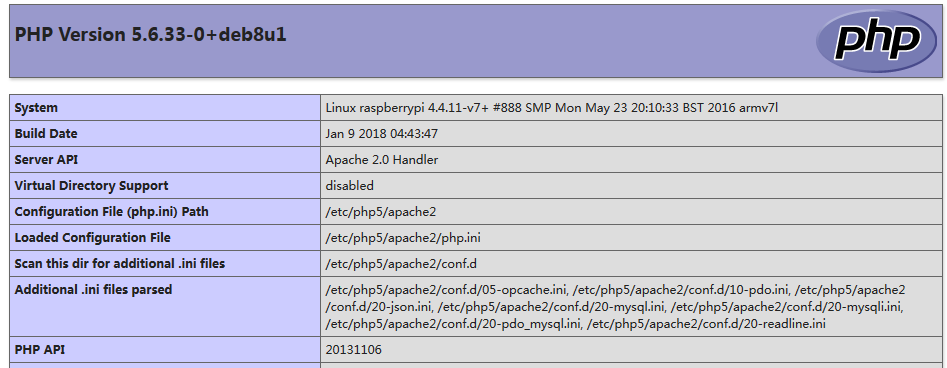 PHP Version 5.6.33-0+deb8u1
php
System Linux raspberrypi 4.4.11-v7+ #888 SMP Mon May 23 20:10:33 BST 2016 armv7l
Build Date Jan 9 2018 04:43:47
Server API Apache 2.0 Handler
Virtual Directory Support disabled
Configuration File (php.ini) Path /etc/php5/apache2
Loaded Configuration File /etc/php5/apache2/php.ini
Scan this dir for additional .ini files /etc/php5/apache2/conf.d
Additional .ini files parsed /etc/php5/apache2/conf.d/05-opcache.ini, /etc/php5/apache2/conf.d/10-pdo.ini, /etc/php5/apache2
/conf.d/20-json.ini, /etc/php5/apache2/conf.d/20-mysql.ini, /etc/php5/apache2/conf.d/20-mysqli.ini,
/etc/php5/apache2/conf.d/20-pdo_mysql.ini, /etc/php5/apache2/conf.d/20-readline.ini
PHP API 20131106